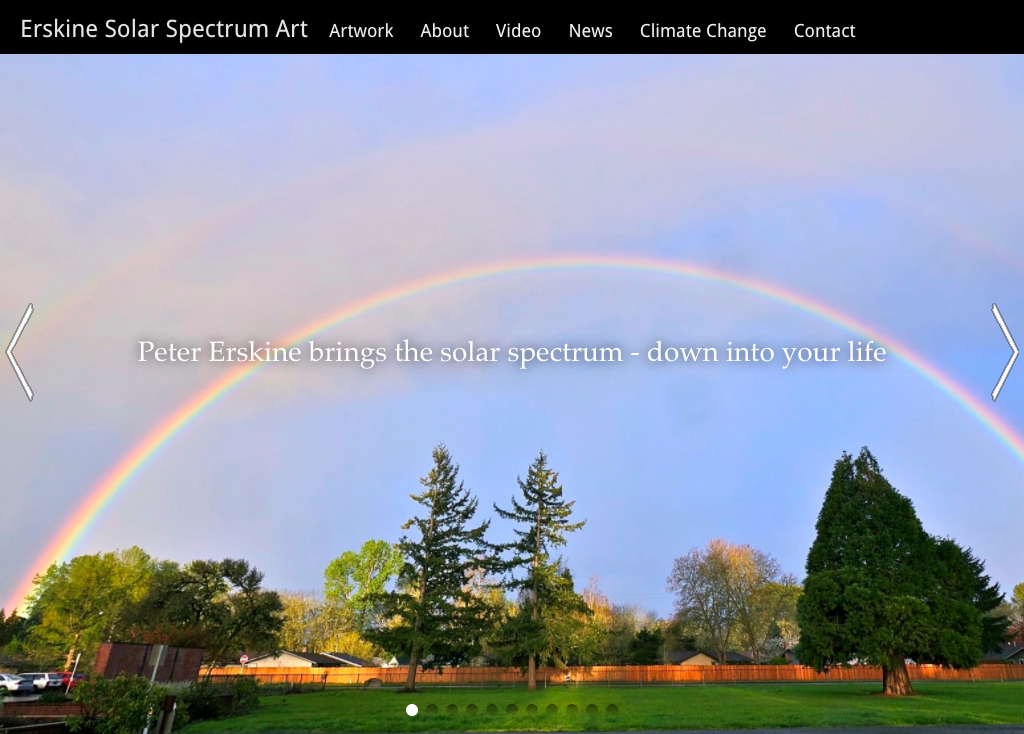 Erskine Solar Spectrum Art Artwork About Video News Climate Change Contact
Peter Erskine brings the solar spectrum - down into your life